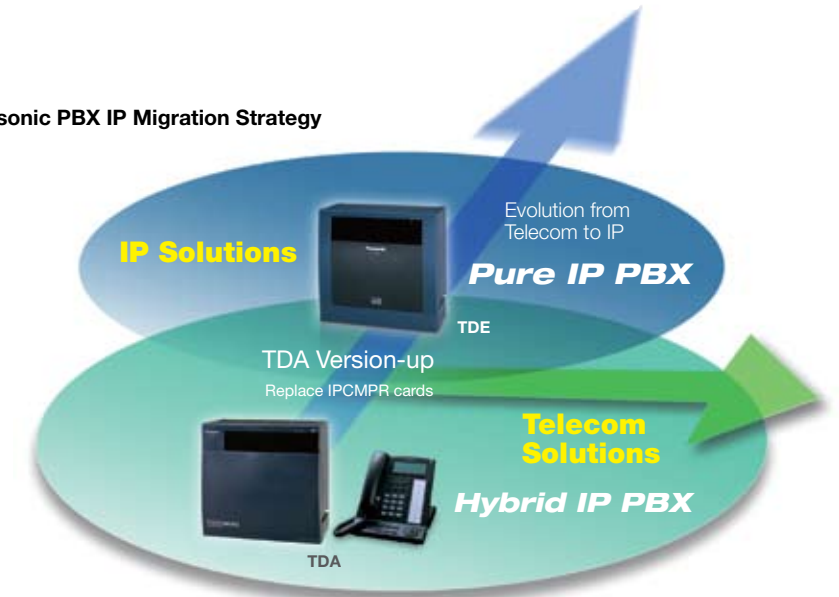 sonic PBX IP Migration Strategy
Evolution from
Telecom to IP
IP Solutions
Pure IP PBX
TDE
TDA Version-up
Replace IPCMPR cards
Telecom
Solutions
Hybrid IP PBX
TDA